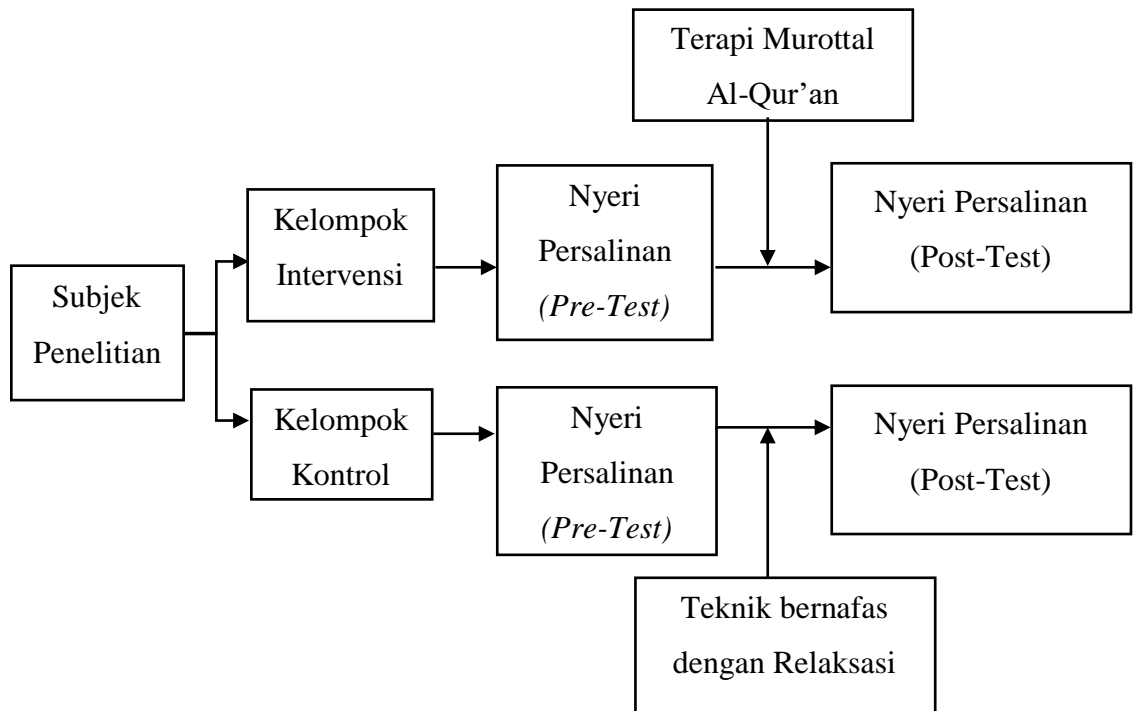 Terapi Murottal
Al-Qur’an
Subjek
Penelitian
Kelompok
Intervensi
Nyeri
Persalinan
(Pre-Test)
Nyeri Persalinan
(Post-Test)
Kelompok
Kontrol
Nyeri
Persalinan
(Pre-Test)
Nyeri Persalinan
(Post-Test)
Teknik bernafas
dengan Relaksasi